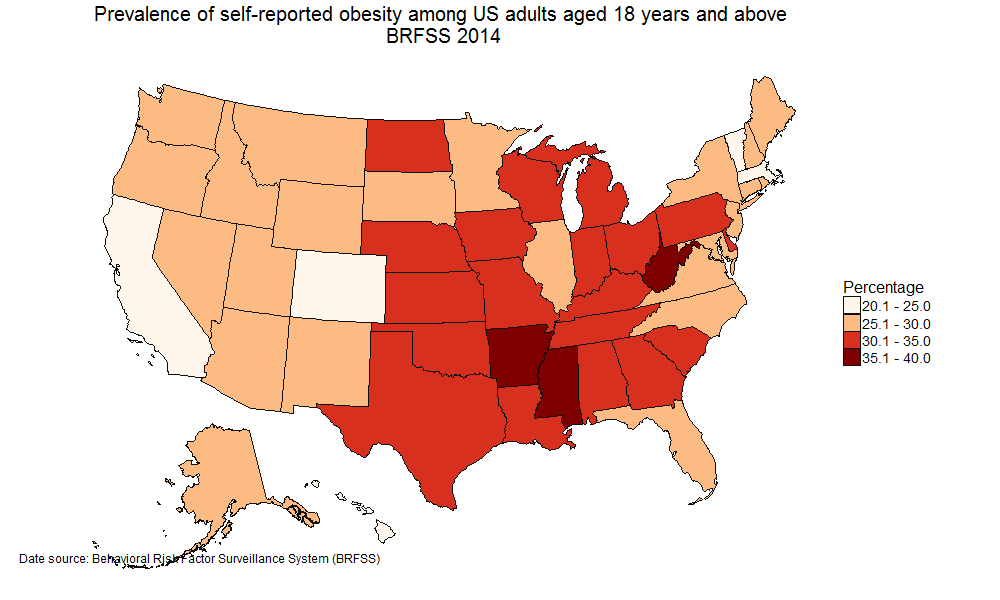 Prevalence of self-reported obesity among US adults aged 18 years and above
BRFSS 2014
Percentage
20.1 - 25.0
25.1 - 30.0
30.1 - 35.0
35.1 - 40.0
Date source: Behavioral Risk Factor Surveillance System (BRFSS)